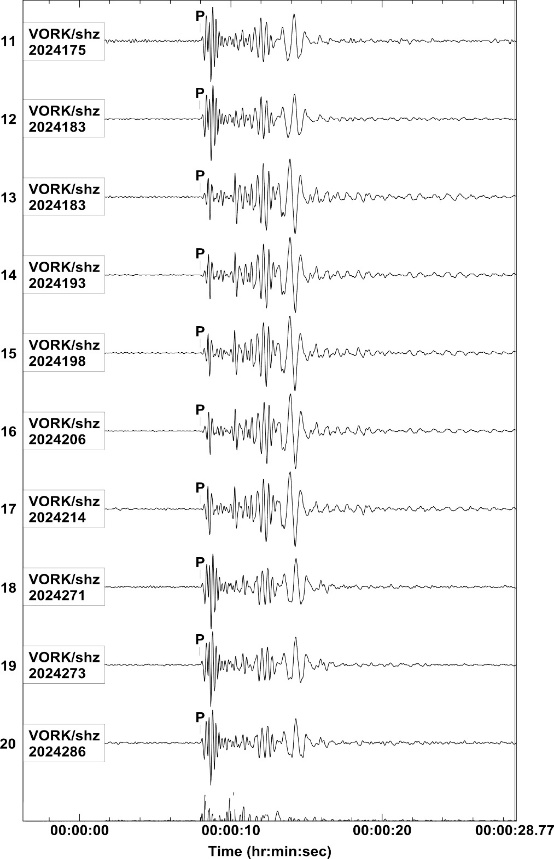 P
11 VORK/shz
2024175
P
12 VORK/shz
2024183
P
13 VORK/shz
2024183
P
14 VORK/shz
2024193
P
15 VORK/shz
2024198
P
16 VORK/shz
2024206
P
17 VORK/shz
2024214
P
18 VORK/shz
2024271
P
19 VORK/shz
2024273
P
20 VORK/shz
2024286
00:00:00 00:00:10 00:00:20 00:00:28.77
Time (hr:min:sec)